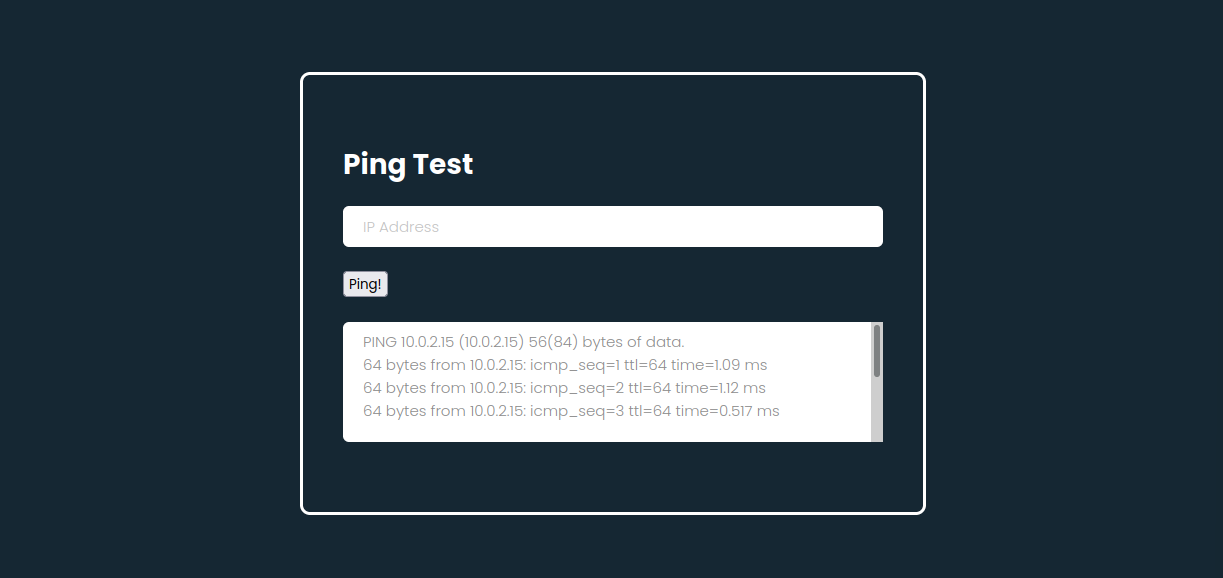 Ping Test
IP Address
Ping!
PING 10.0.2.15 (10.0.2.15) 56(84) bytes of data.
64 bytes from 10.0.2.15: icmp_seq=1 ttl=64 time=1.09 ms
64 bytes from 10.0.2.15: icmp_seq=2 ttl=64 time=1.12 ms
64 bytes from 10.0.2.15: icmp_seq=3 ttl=64 time=0.517 ms